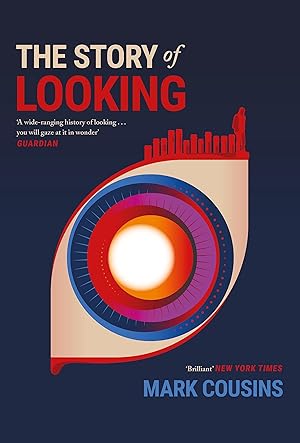 THE STORY of
LOOKING
‘A wide-ranging history of looking . . .
you will gaze at it in wonder’
GUARDIAN
‘Brilliant’ NEW YORK TIMES
MARK COUSINS